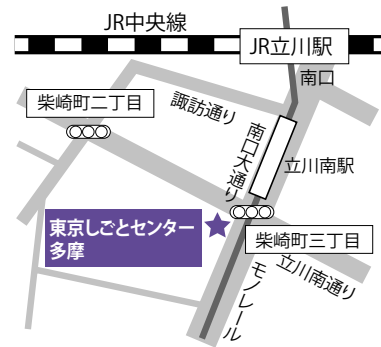 JR中央線
JR立川駅
南口
柴崎町二丁目
諏訪通り
南口大通り
立川南駅
東京しごとセンター
多摩
柴崎町三丁目
立川南通り
モノレール